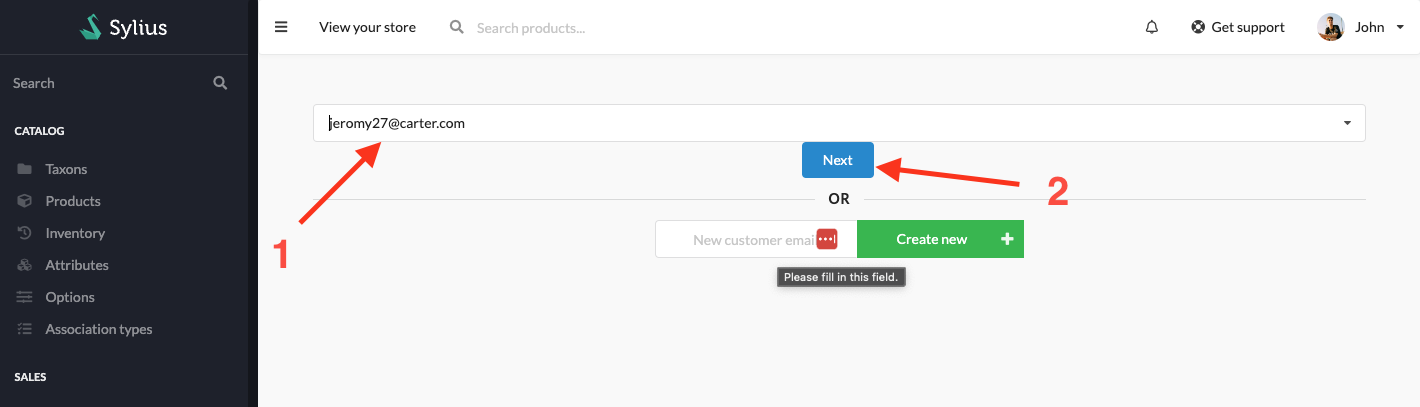 Sylius
View your store
Search products...
Get support
John
Search
CATALOG
Taxons
Products
Inventory
Attributes
Options
Association types
SALES
jeromy27@carter.com
1
Next
2
OR
New customer emai
Create new
Please fill in this field.